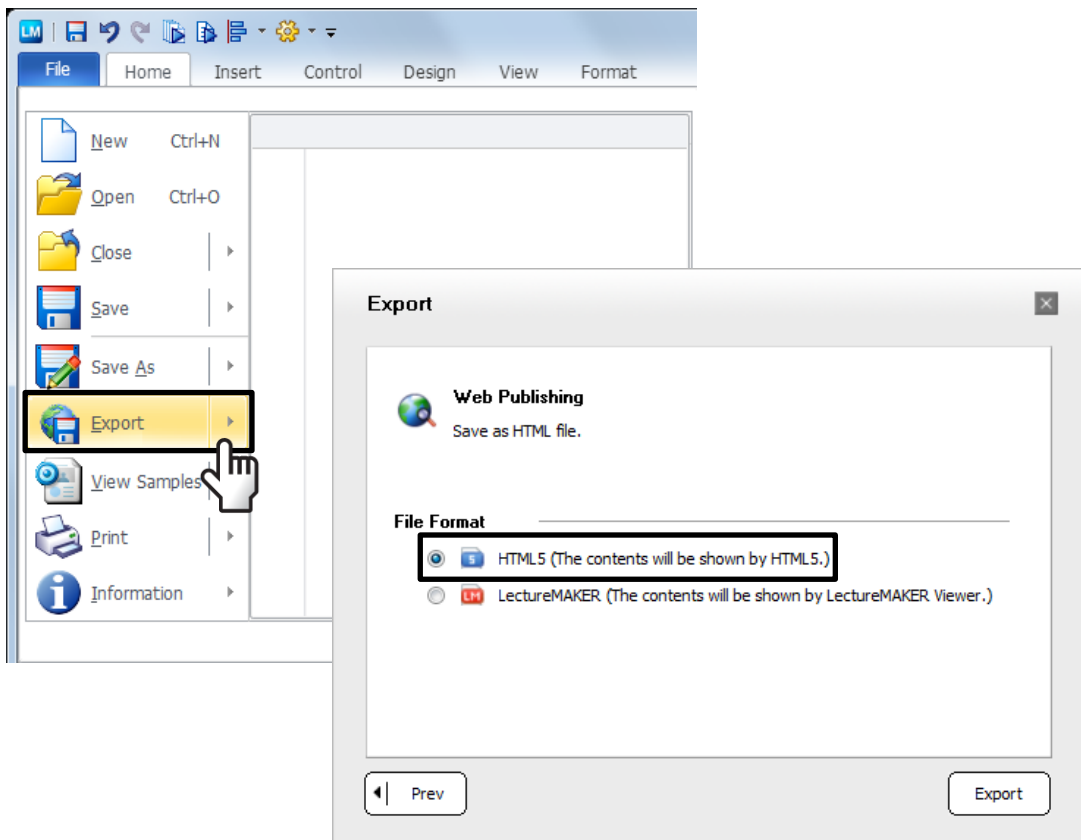 LM
File Home Insert Control Design View Format
New Ctrl+N
Open Ctrl+O
Close
Save
Save As
Export
View Samples
Print
Information
Export
Web Publishing
Save as HTML file.
File Format
5 HTML5 (The contents will be shown by HTML5.)
LM LectureMAKER (The contents will be shown by LectureMAKER Viewer.)
Prev Export